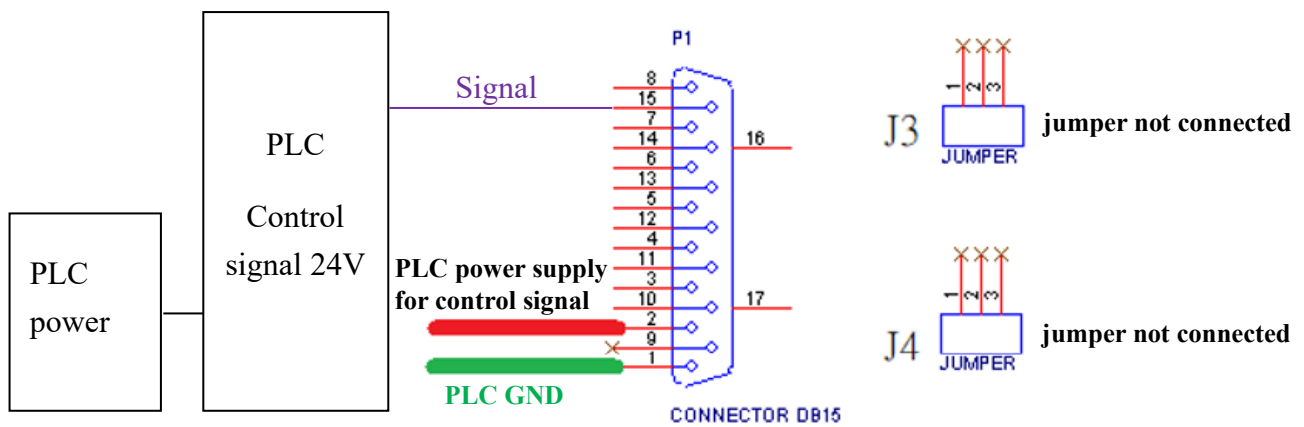 PLC
power
PLC
Control
signal 24V
Signal
PLC power supply
for control signal
PLC GND
P1
8
15
7
14
6
13
5
12
4
11
3
10
2
9
1
16
17
CONNECTOR DB15
1
2
3
J3
JUMPER
jumper not connected
1
2
3
J4
JUMPER
jumper not connected